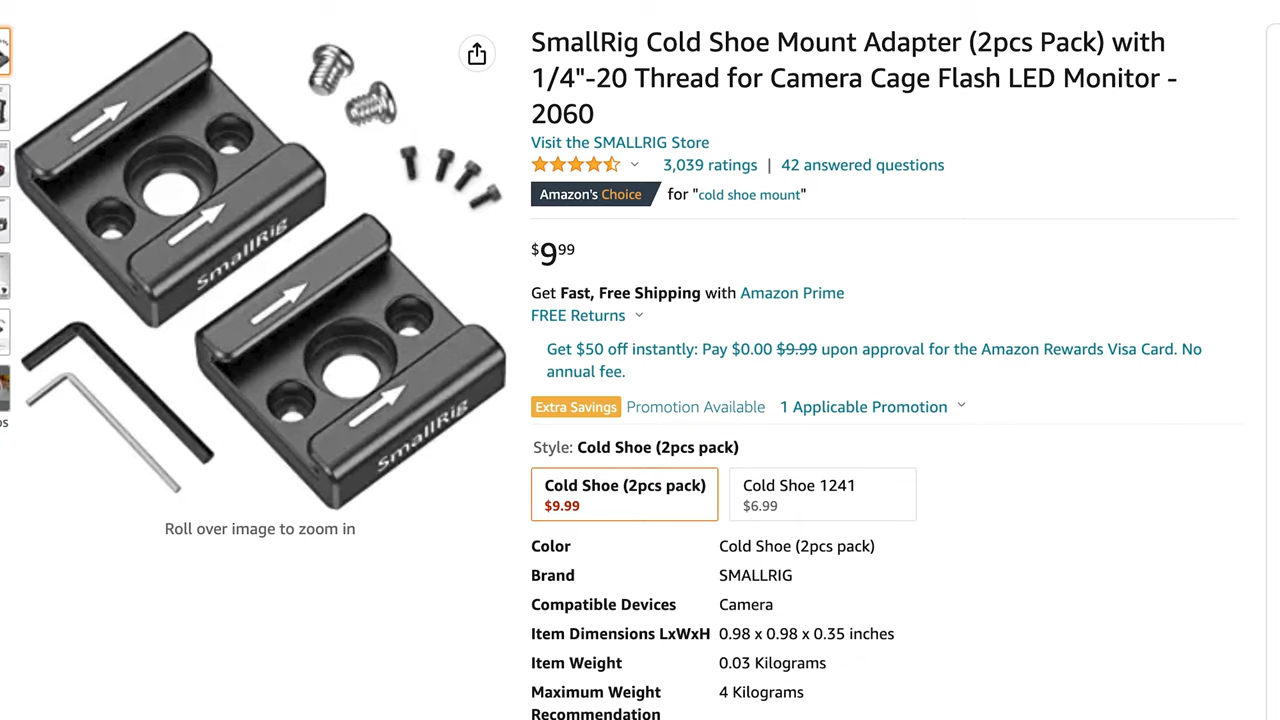 SmallRig
SmallRig
Roll over image to zoom in
os
SmallRig Cold Shoe Mount Adapter (2pcs Pack) with
1/4"-20 Thread for Camera Cage Flash LED Monitor -
2060
Visit the SMALLRIG Store
3,039 ratings | 42 answered questions
Amazon's Choice for "cold shoe mount"
$9 99
Get Fast, Free Shipping with Amazon Prime
FREE Returns
Get $50 off instantly: Pay $0.00 $9.99 upon approval for the Amazon Rewards Visa Card. No
annual fee.
Extra Savings Promotion Available 1 Applicable Promotion
Style: Cold Shoe (2pcs pack)
Cold Shoe (2pcs pack) Cold Shoe 1241
$9.99 $6.99
Color Cold Shoe (2pcs pack)
Brand SMALLRIG
Compatible Devices Camera
Item Dimensions LxWxH 0.98 x 0.98 x 0.35 inches
Item Weight 0.03 Kilograms
Maximum Weight 4 Kilograms
Recommendation